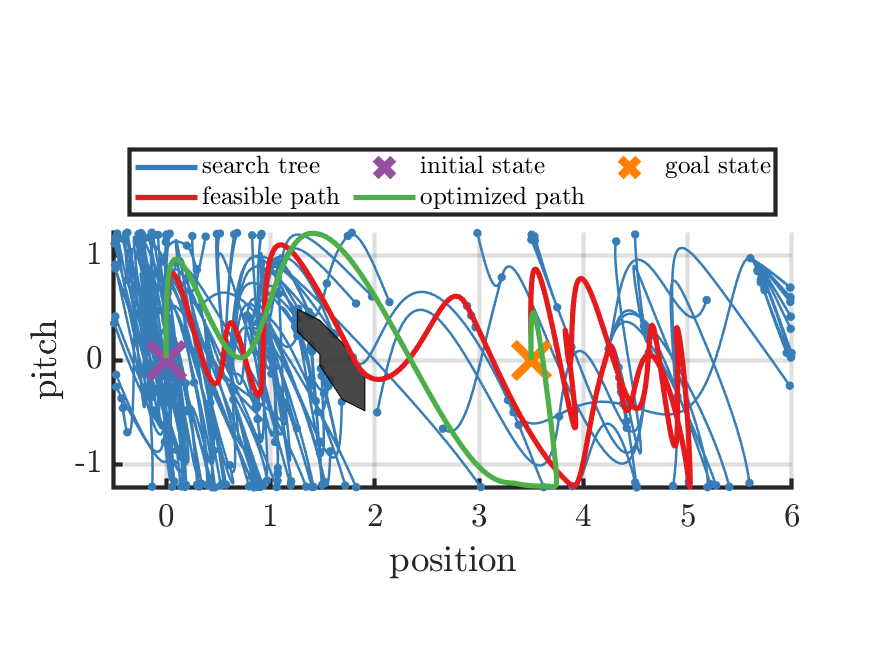 search tree initial state goal state
feasible path optimized path
1
0
-1
pitch
0 1 2 3 4 5 6
position